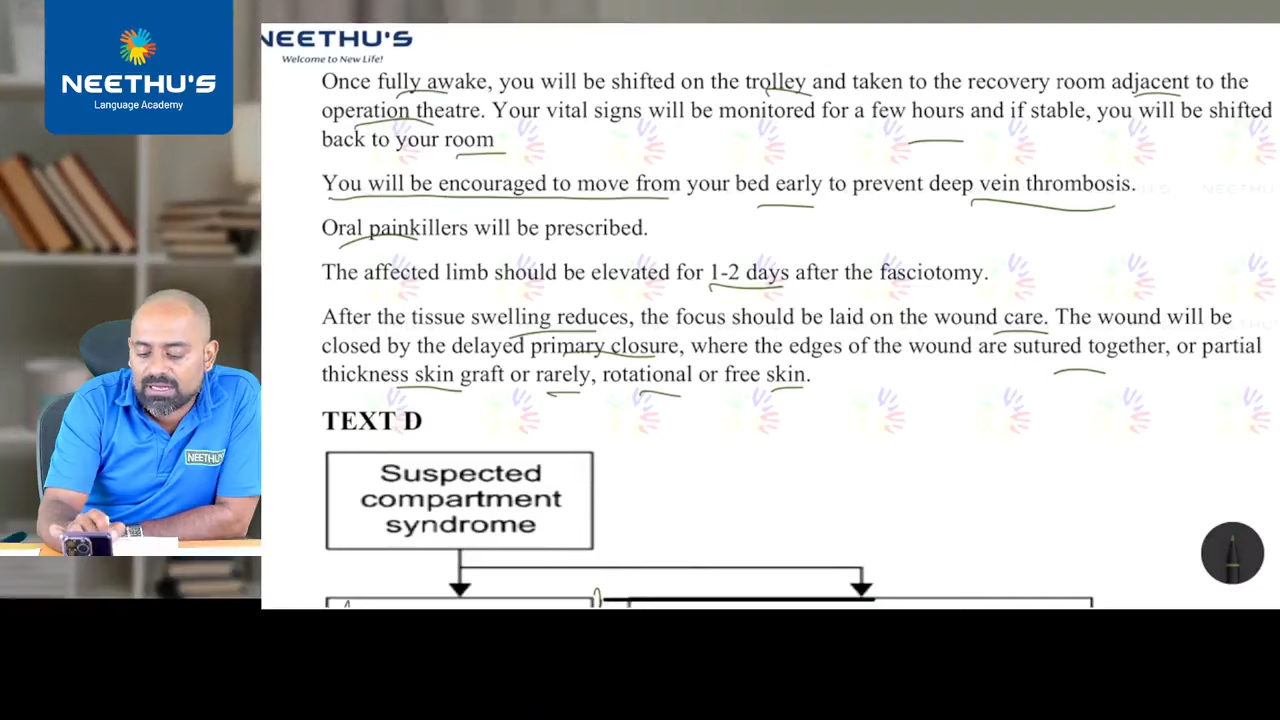 NEETHU'S
Language Academy
NEETHU'S
Welcome to New Life!
Once fully awake, you will be shifted on the trolley and taken to the recovery room adjacent to the
operation theatre. Your vital signs will be monitored for a few hours and if stable, you will be shifted
back to your room
You will be encouraged to move from your bed early to prevent deep vein thrombosis.
Oral painkillers will be prescribed.
The affected limb should be elevated for 1-2 days after the fasciotomy.
After the tissue swelling reduces, the focus should be laid on the wound care. The wound will be
closed by the delayed primary closure, where the edges of the wound are sutured together, or partial
thickness skin graft or rarely, rotational or free skin.
TEXT D
Suspected
compartment
syndrome
NEETHU'S